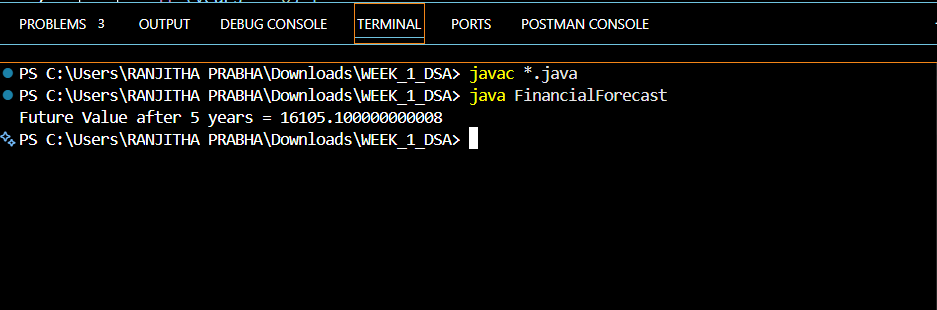 PROBLEMS 3 OUTPUT DEBUG CONSOLE TERMINAL PORTS POSTMAN CONSOLE
PS C:\Users\RANJITHA PRABHA\Downloads\WEEK_1_DSA> javac *.java
PS C:\Users\RANJITHA PRABHA\Downloads\WEEK_1_DSA> java FinancialForecast
Future Value after 5 years = 16105.100000000008
PS C:\Users\RANJITHA PRABHA\Downloads\WEEK_1_DSA>